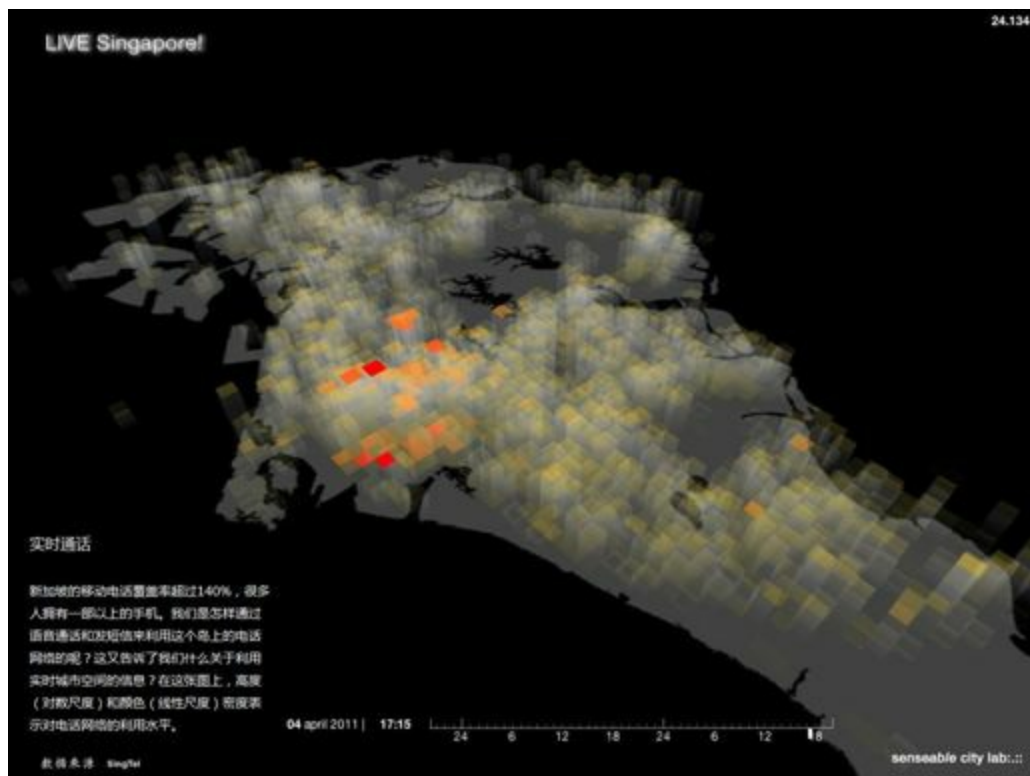 24.134
LIVE Singapore!
实时通话
新加坡的移动电话覆盖率超过140%，很多
人拥有一部以上的手机。我们是怎样通过
语音通话和发短信来利用这个岛上的电话
网络的呢？这又告诉了我们什么关于利用
实时城市空间的信息？在这张图上，高度
（对数尺度）和颜色（线性尺度）密度表
示对电话网络的利用水平。
04 april 2011 | 17:15
24 6 12 18 24 6 12 18
数据来源 SingTel
senseable city lab:.::